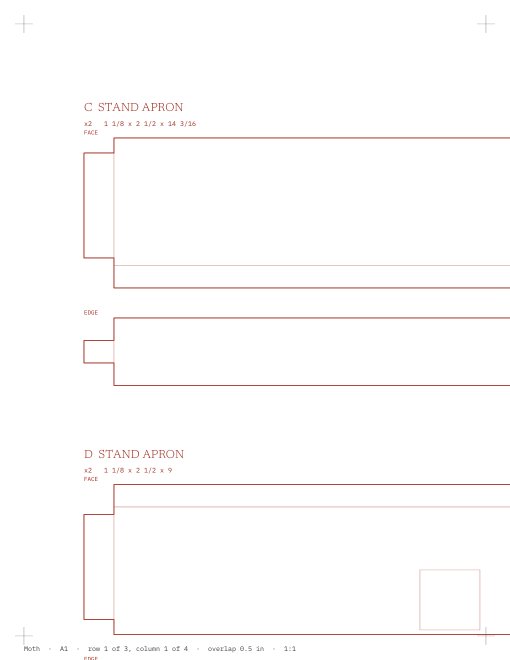 C STAND APRON
x2 1 1/8 x 2 1/2 x 14 3/16
FACE
EDGE
D STAND APRON
x2 1 1/8 x 2 1/2 x 9
FACE
Moth - A1 - row 1 of 3, column 1 of 4 - overlap 0.5 in - 1:1
EDGE